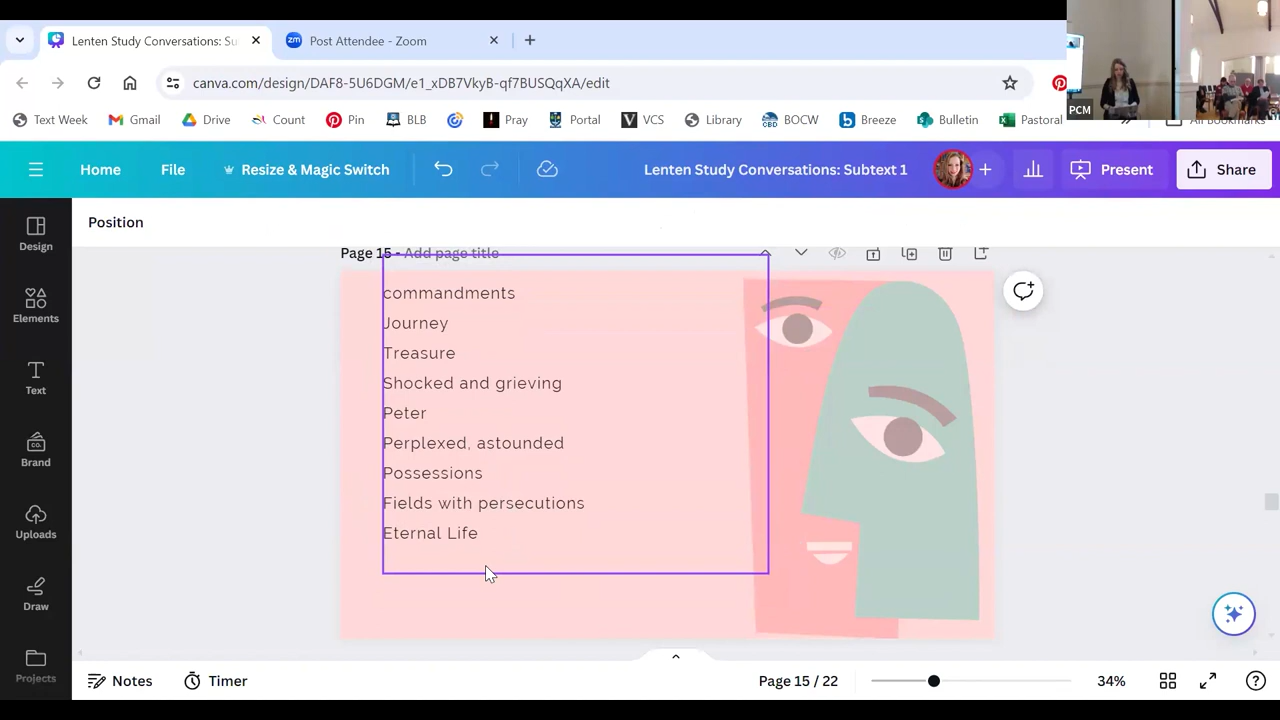 Lenten Study Conversations: Su
Post Attendee - Zoom
canva.com/design/DAF8-5U6DGM/e1_xDB7VkyB-qf7BUSQqXA/edit
PCM
Text Week
Gmail
Drive
Count
Pin
BLB
Pray
Portal
VCS
Library
BOCW
Breeze
Bulletin
Pastoral
All Bookmarks
Home
File
Resize & Magic Switch
Lenten Study Conversations: Subtext 1
Present
Share
Position
Design
Elements
Text
Brand
Uploads
Draw
Projects
Page 15 - Add page title
commandments
Journey
Treasure
Shocked and grieving
Peter
Perplexed, astounded
Possessions
Fields with persecutions
Eternal Life
Notes
Timer
Page 15 / 22
34%